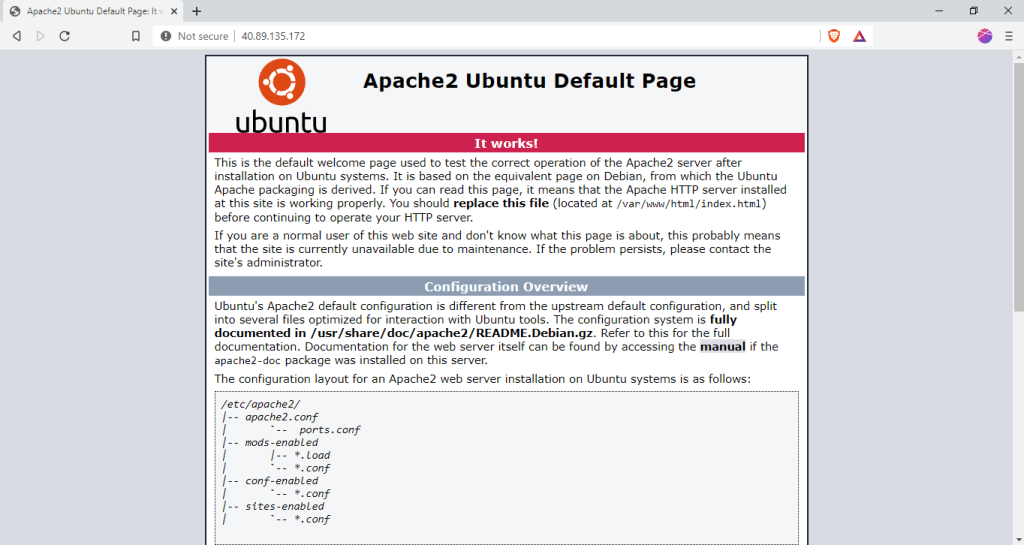 Apache2 Ubuntu Default Page: It
Not secure | 40.89.135.172
Apache2 Ubuntu Default Page
ubuntu
It works!
This is the default welcome page used to test the correct operation of the Apache2 server after
installation on Ubuntu systems. It is based on the equivalent page on Debian, from which the Ubuntu
Apache packaging is derived. If you can read this page, it means that the Apache HTTP server installed
at this site is working properly. You should replace this file (located at /var/www/html/index.html)
before continuing to operate your HTTP server.
If you are a normal user of this web site and don't know what this page is about, this probably means
that the site is currently unavailable due to maintenance. If the problem persists, please contact the
site's administrator.
Configuration Overview
Ubuntu's Apache2 default configuration is different from the upstream default configuration, and split
into several files optimized for interaction with Ubuntu tools. The configuration system is fully
documented in /usr/share/doc/apache2/README.Debian.gz. Refer to this for the full
documentation. Documentation for the web server itself can be found by accessing the manual if the
apache2-doc package was installed on this server.
The configuration layout for an Apache2 web server installation on Ubuntu systems is as follows:
/etc/apache2/
|-- apache2.conf
|       `--  ports.conf
|-- mods-enabled
|       |-- *.load
|       `-- *.conf
|-- conf-enabled
|       `-- *.conf
|-- sites-enabled
|       `-- *.conf